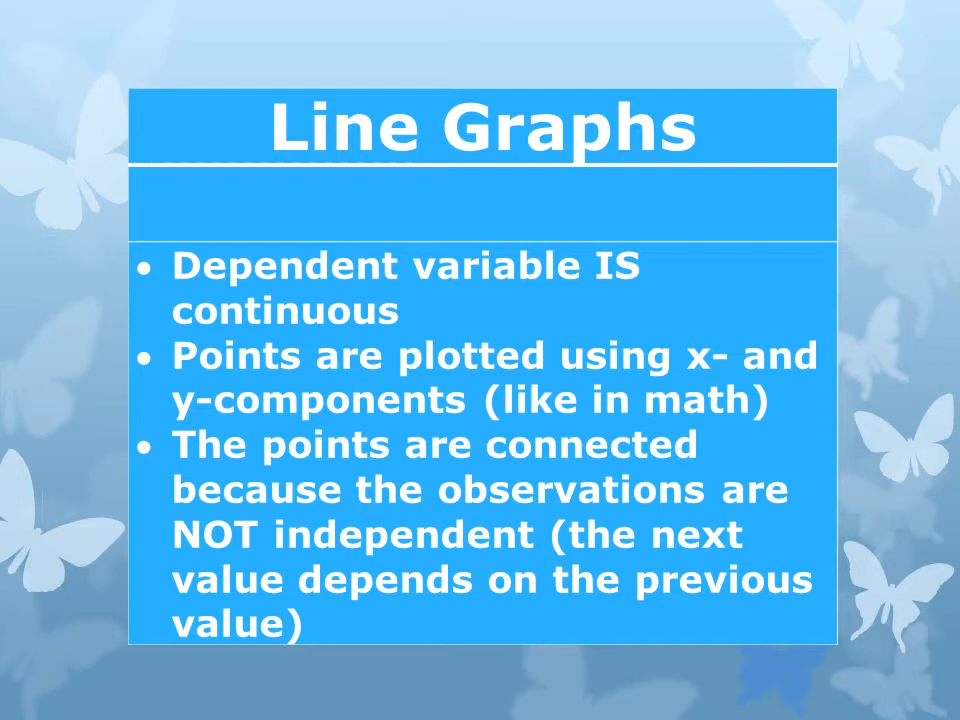 Line Graphs
• Dependent variable IS
continuous
• Points are plotted using x- and
y-components (like in math)
• The points are connected
because the observations are
NOT independent (the next
value depends on the previous
value)